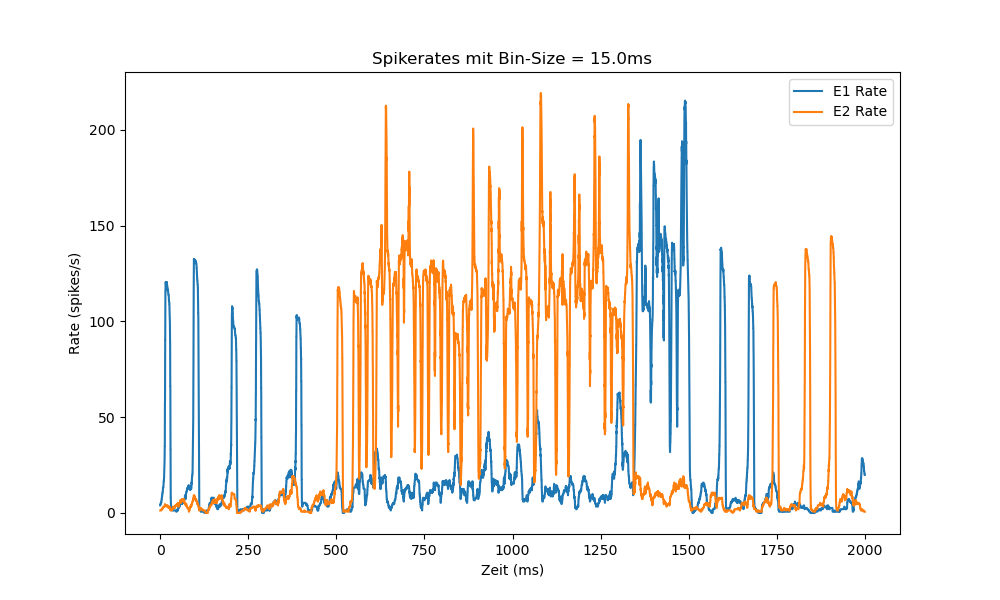 Spikerates mit Bin-Size = 15.0ms
E1 Rate
E2 Rate
Rate (spikes/s)
200
150
100
50
0
0 250 500 750 1000 1250 1500 1750 2000
Zeit (ms)